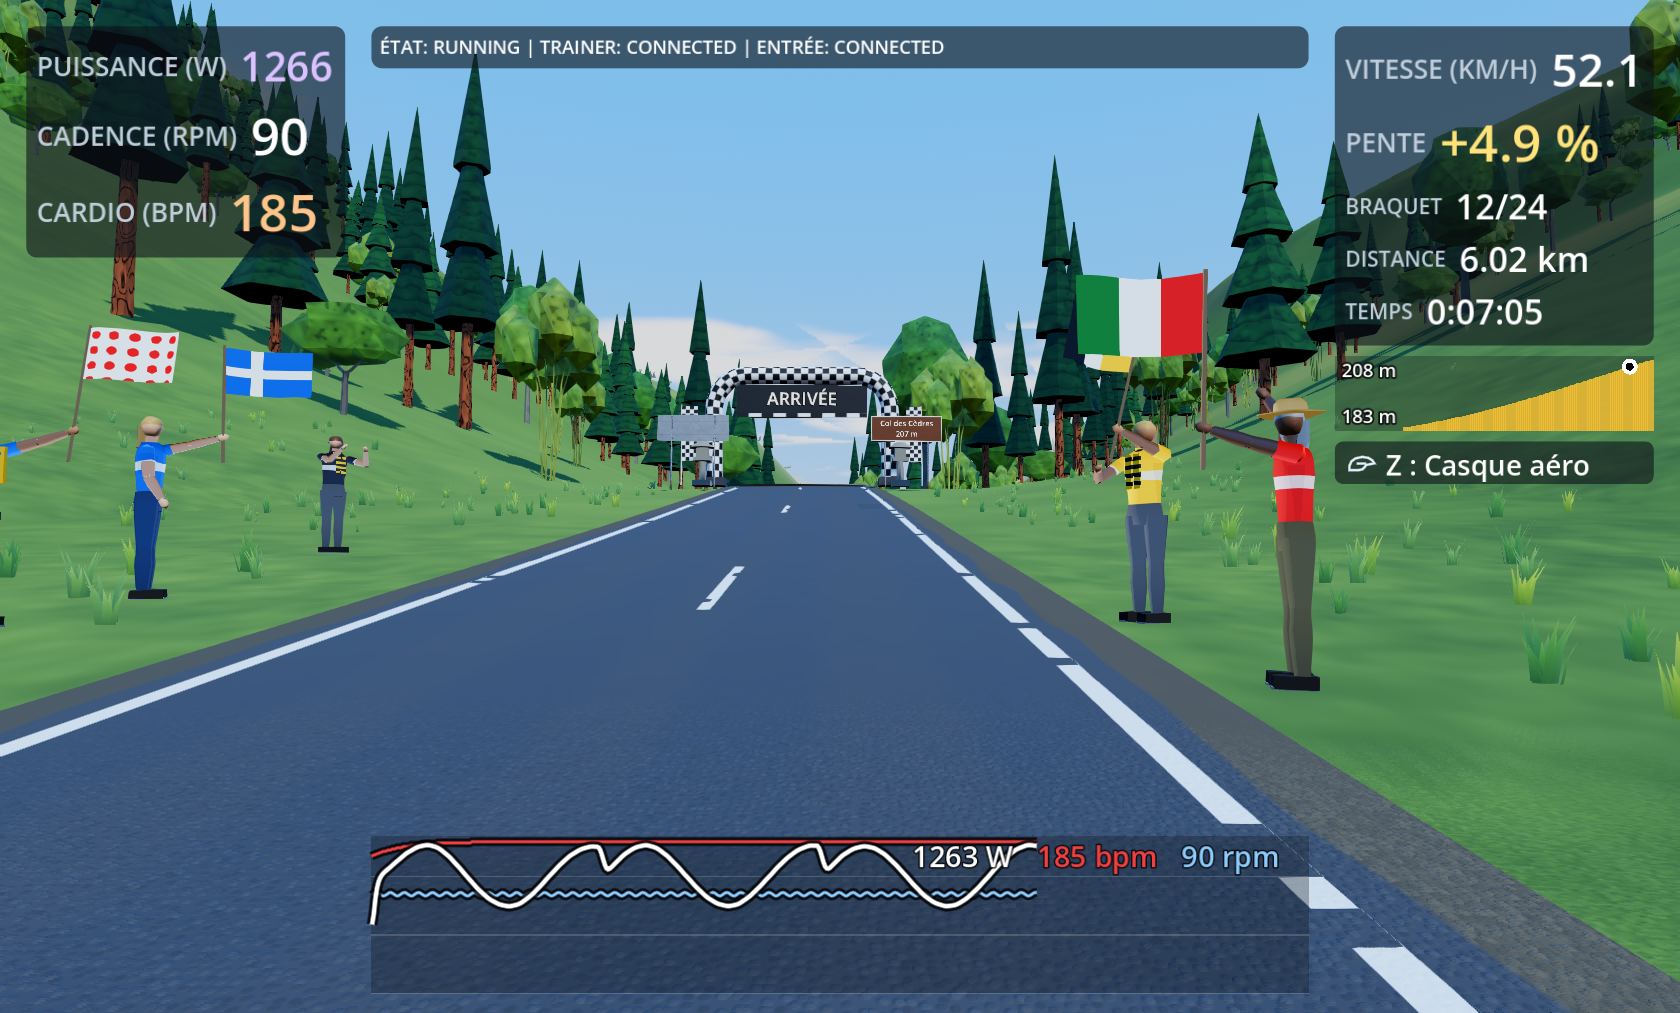 PUISSANCE (W) 1266
CADENCE (RPM) 90
CARDIO (BPM) 185
ÉTAT: RUNNING | TRAINER: CONNECTED | ENTRÉE: CONNECTED
VITESSE (KM/H) 52.1
PENTE +4.9 %
BRAQUET 12/24
DISTANCE 6.02 km
TEMPS 0:07:05
208 m
183 m
Z : Casque aéro
ARRIVÉE
Col des Cèdres
207 m
1263 W 185 bpm 90 rpm